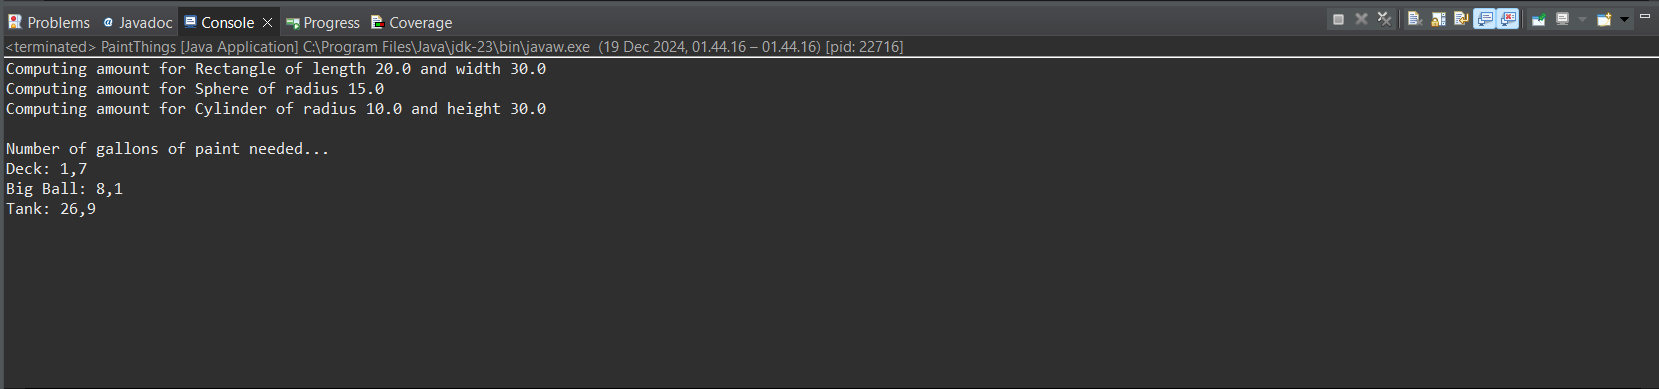 Problems @ Javadoc Console Progress Coverage
<terminated> PaintThings [Java Application] C:\Program Files\Java\jdk-23\bin\javaw.exe (19 Dec 2024, 01.44.16 – 01.44.16) [pid: 22716]
Computing amount for Rectangle of length 20.0 and width 30.0
Computing amount for Sphere of radius 15.0
Computing amount for Cylinder of radius 10.0 and height 30.0
Number of gallons of paint needed...
Deck: 1,7
Big Ball: 8,1
Tank: 26,9